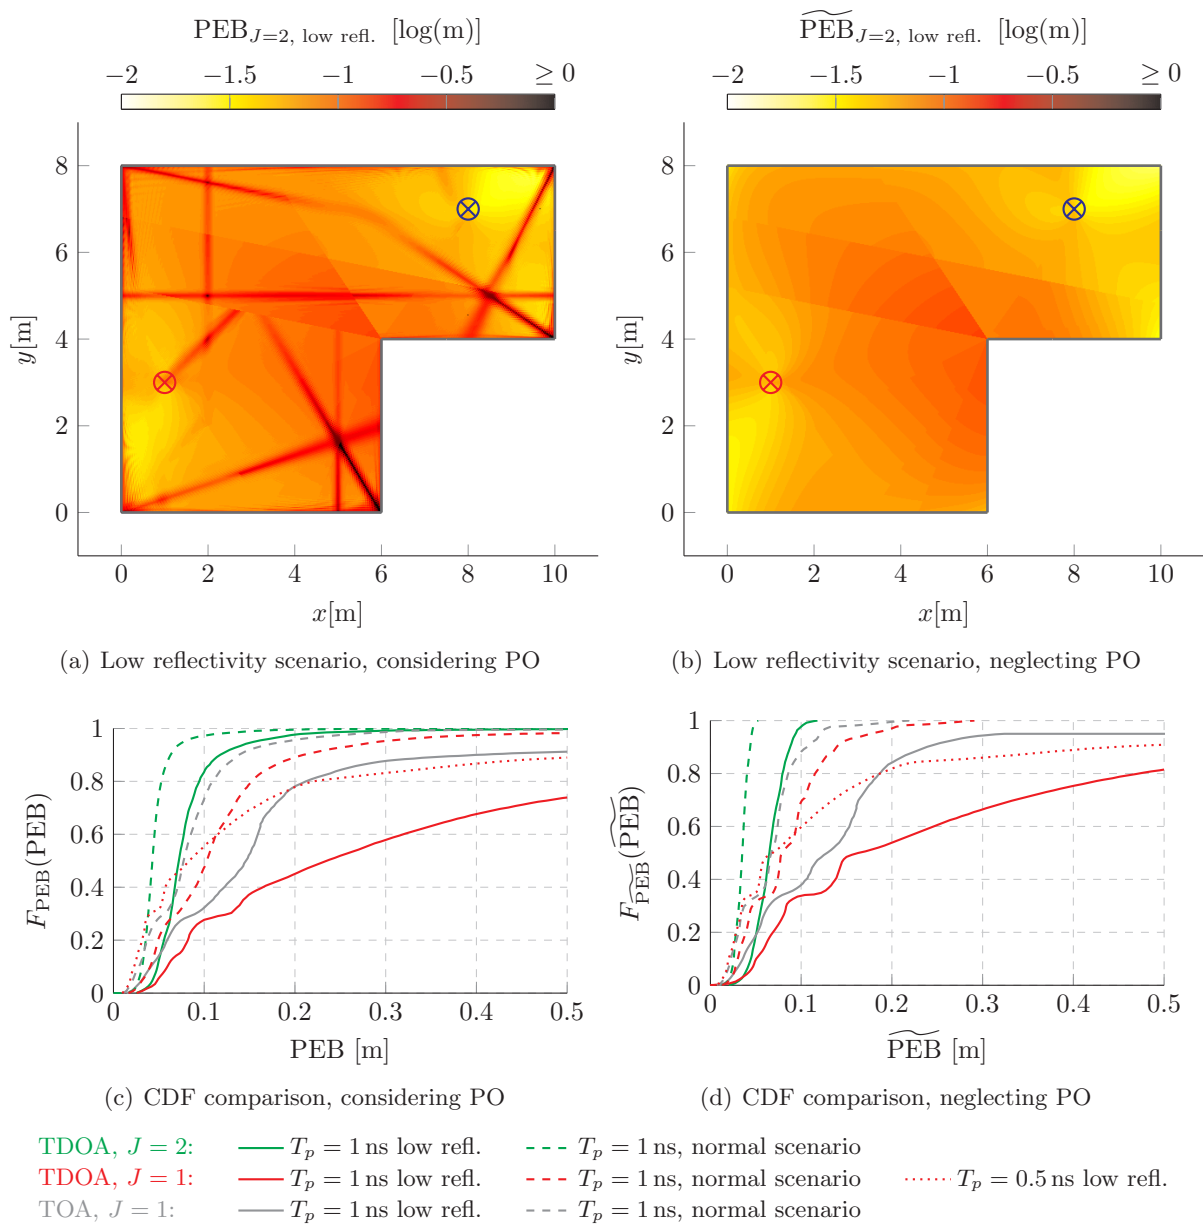 PEB_{J=2, low refl.} [log(m)]
−2 −1.5 −1 −0.5 ≥ 0
8
6
4
2
0
y[m]
0 2 4 6 8 10
x[m]
(a) Low reflectivity scenario, considering PO
\widetilde{PEB}_{J=2, low refl.} [log(m)]
−2 −1.5 −1 −0.5 ≥ 0
8
6
4
2
0
y[m]
0 2 4 6 8 10
x[m]
(b) Low reflectivity scenario, neglecting PO
1
0.8
0.6
0.4
0.2
0
F_{PEB}(PEB)
0 0.1 0.2 0.3 0.4 0.5
PEB [m]
(c) CDF comparison, considering PO
1
0.8
0.6
0.4
0.2
0
F_{\widetilde{PEB}}(\widetilde{PEB})
0 0.1 0.2 0.3 0.4 0.5
\widetilde{PEB} [m]
(d) CDF comparison, neglecting PO
TDOA, J = 2: T_p = 1 ns low refl. T_p = 1 ns, normal scenario
TDOA, J = 1: T_p = 1 ns low refl. T_p = 1 ns, normal scenario T_p = 0.5 ns low refl.
TOA, J = 1: T_p = 1 ns low refl. T_p = 1 ns, normal scenario